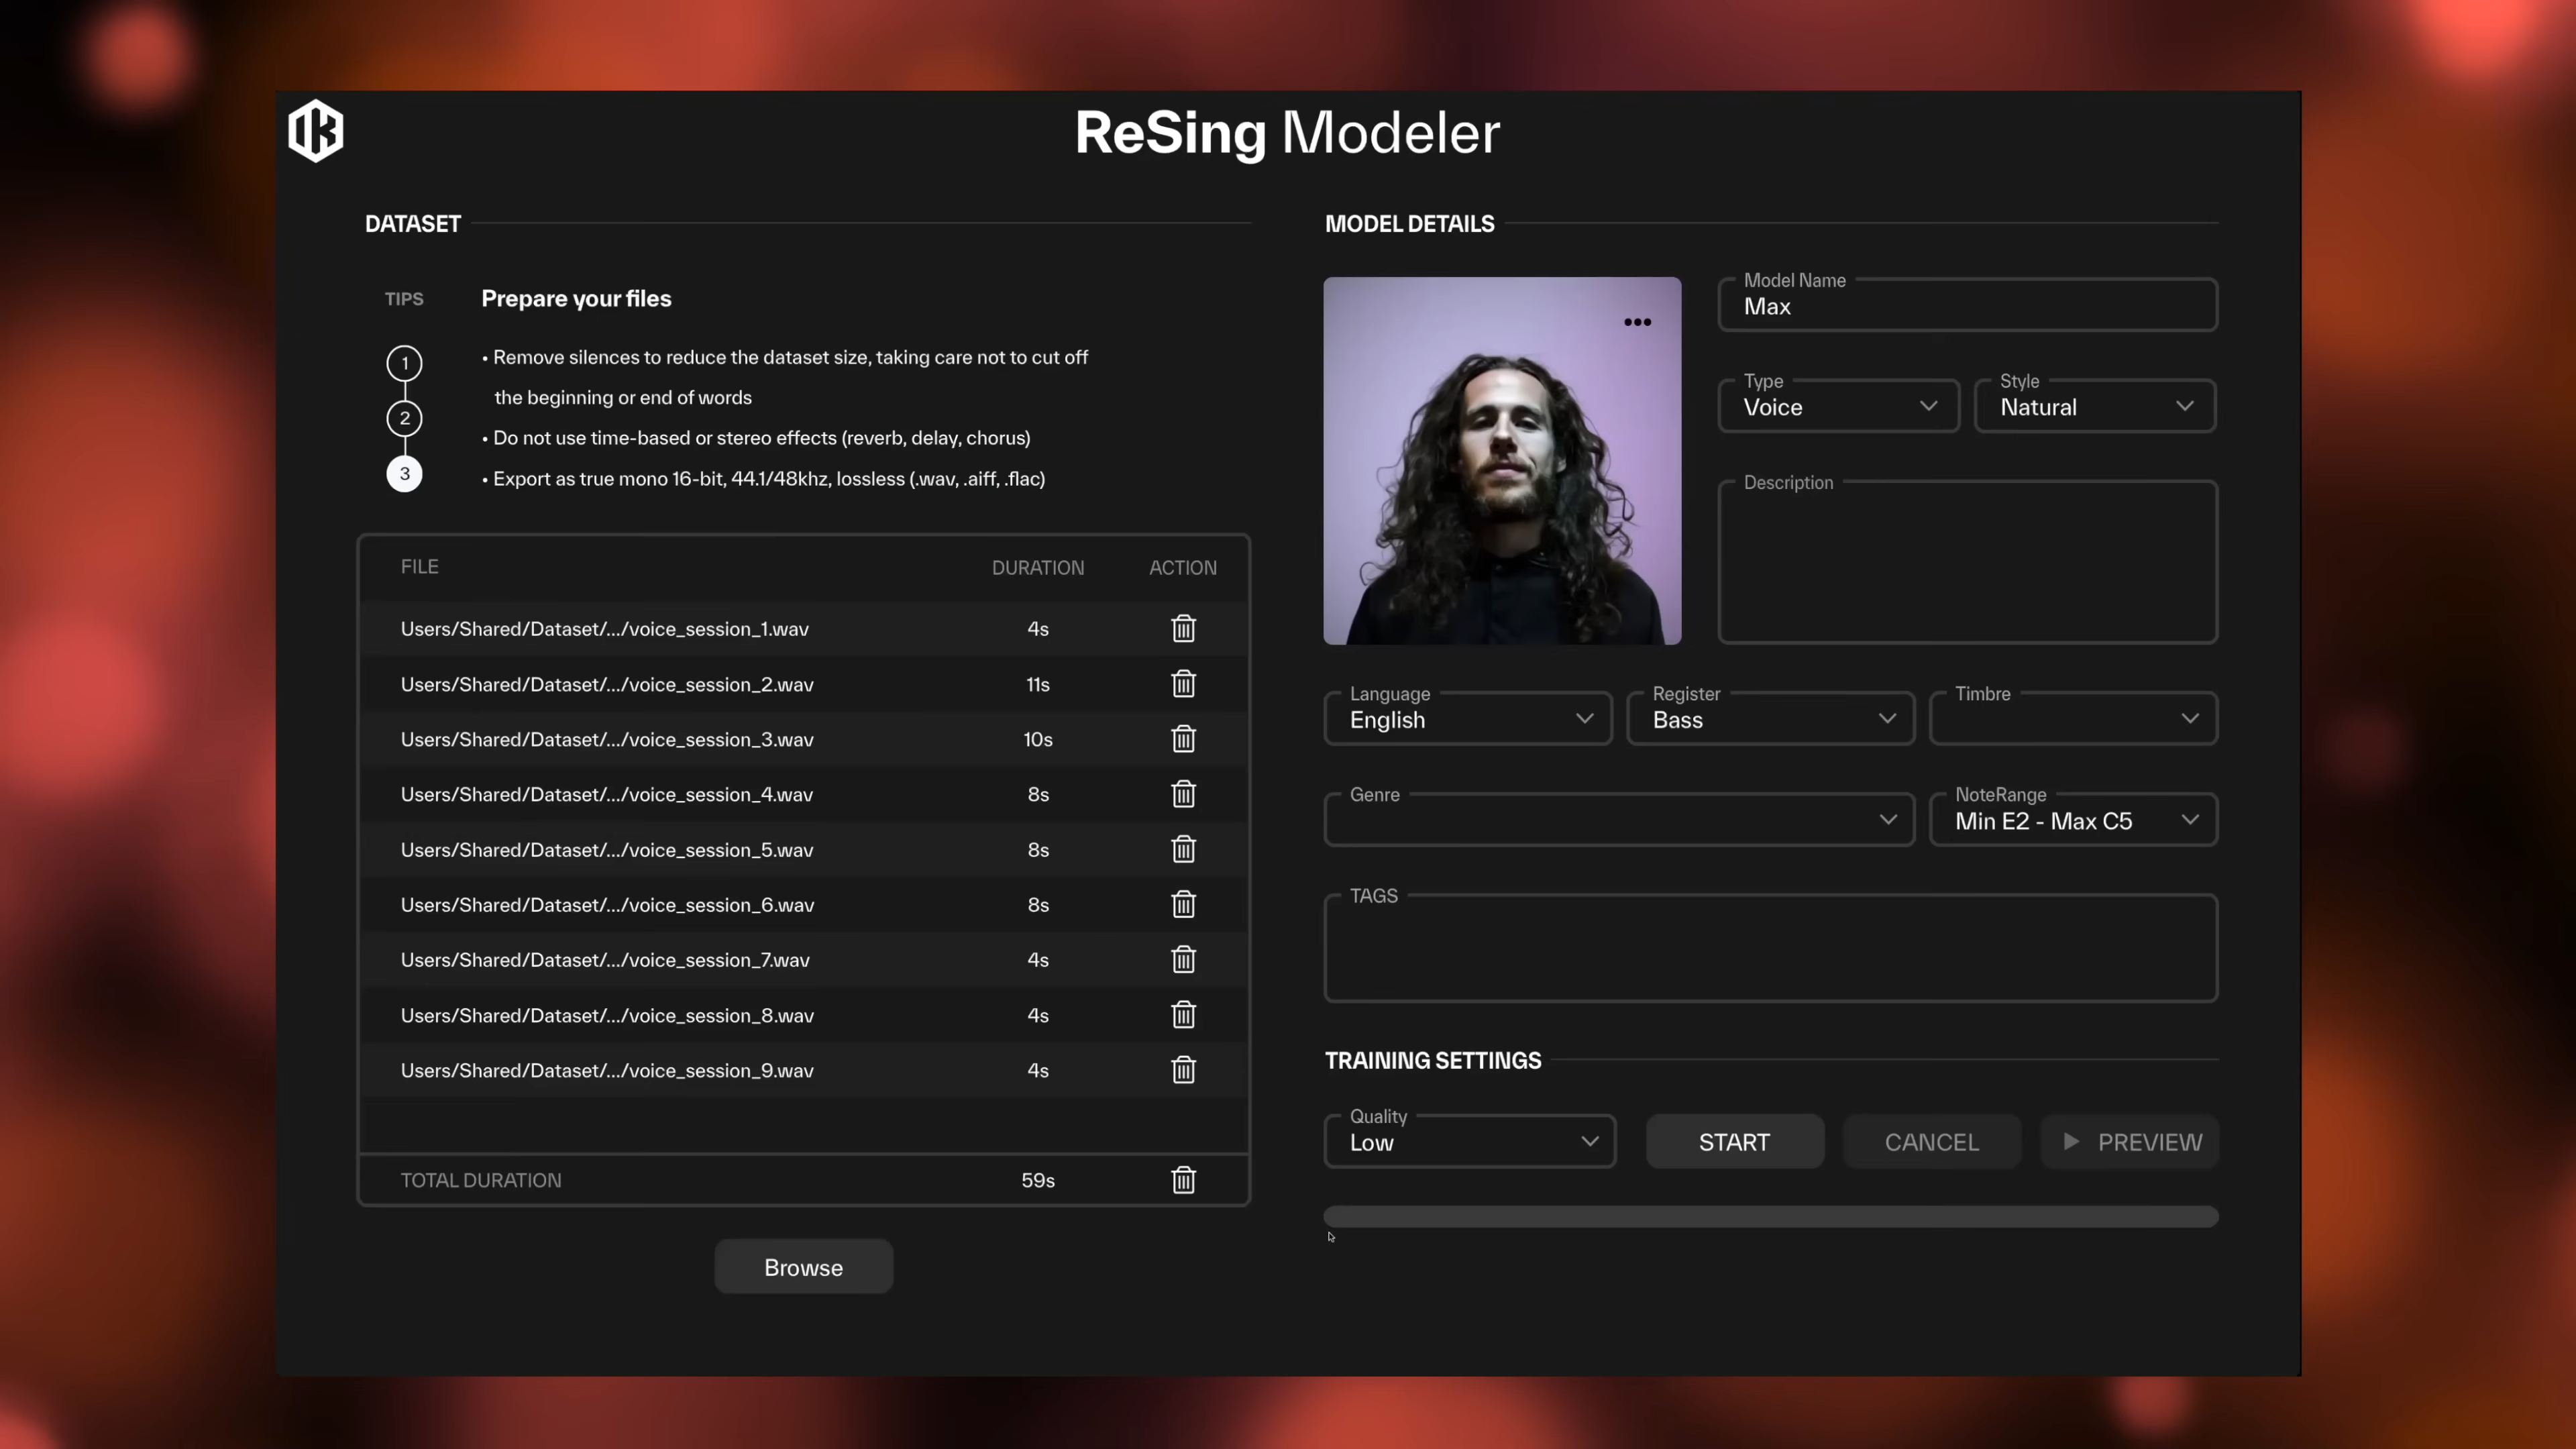 ReSing Modeler
DATASET
TIPS
Prepare your files
1
• Remove silences to reduce the dataset size, taking care not to cut off
the beginning or end of words
2
• Do not use time-based or stereo effects (reverb, delay, chorus)
3
• Export as true mono 16-bit, 44.1/48khz, lossless (.wav, .aiff, .flac)
FILE DURATION ACTION
Users/Shared/Dataset/.../voice_session_1.wav 4s
Users/Shared/Dataset/.../voice_session_2.wav 11s
Users/Shared/Dataset/.../voice_session_3.wav 10s
Users/Shared/Dataset/.../voice_session_4.wav 8s
Users/Shared/Dataset/.../voice_session_5.wav 8s
Users/Shared/Dataset/.../voice_session_6.wav 8s
Users/Shared/Dataset/.../voice_session_7.wav 4s
Users/Shared/Dataset/.../voice_session_8.wav 4s
Users/Shared/Dataset/.../voice_session_9.wav 4s
TOTAL DURATION 59s
Browse
MODEL DETAILS
Model Name
Max
Type
Voice
Style
Natural
Description
Language
English
Register
Bass
Timbre
Genre
NoteRange
Min E2 - Max C5
TAGS
TRAINING SETTINGS
Quality
Low
START
CANCEL
PREVIEW